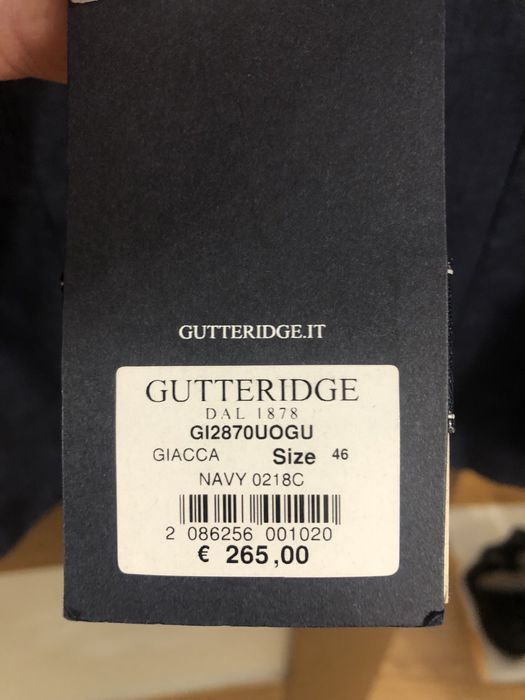 GUTTERIDGE.IT
GUTTERIDGE
DAL 1878
GI2870UOGU
GIACCA Size 46
NAVY 0218C
2 086256 001020
€ 265,00